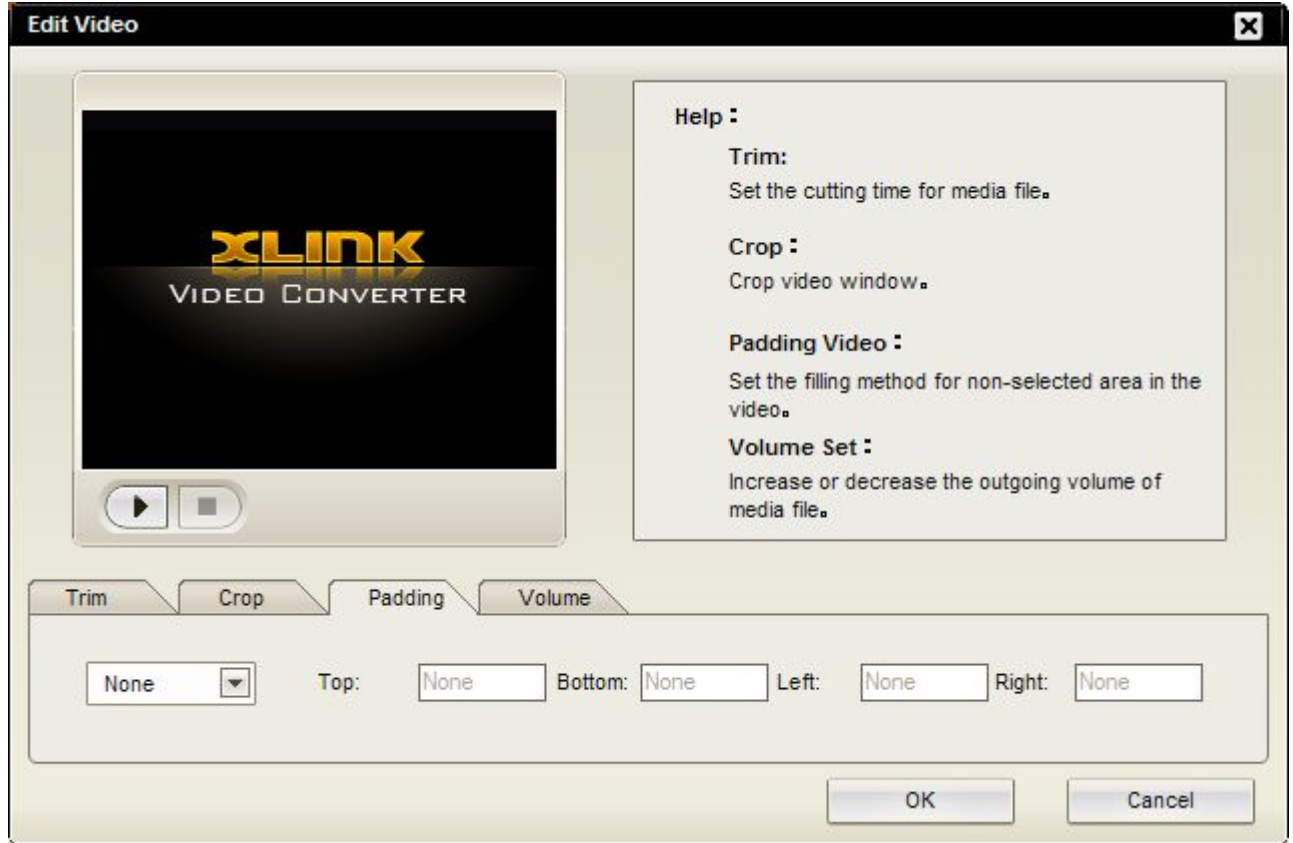 Edit Video
XLINK
VIDEO CONVERTER
Help：
Trim:
Set the cutting time for media file。
Crop：
Crop video window。
Padding Video：
Set the filling method for non-selected area in the
video。
Volume Set：
Increase or decrease the outgoing volume of
media file。
Trim Crop Padding Volume
None Top: None Bottom: None Left: None Right: None
OK Cancel